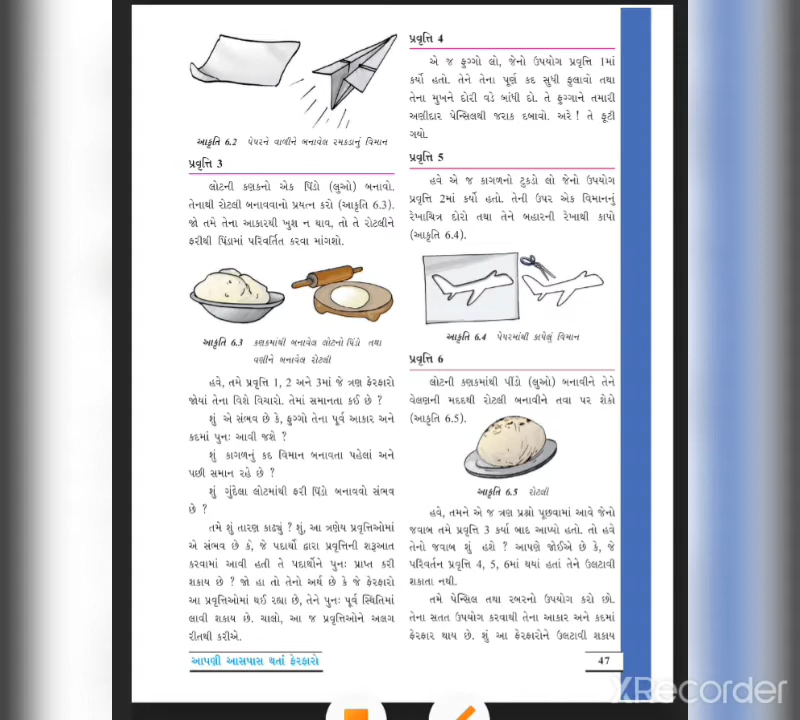 આકૃતિ 6.2 પેપરને વાળીને બનાવેલ રમકડાનું વિમાન
પ્રવૃત્તિ 3
લોટની કણકનો એક પિંડો (લુઓ) બનાવો.
તેનાથી રોટલી બનાવવાનો પ્રયત્ન કરો (આકૃતિ 6.3).
જો તમે તેના આકારથી ખુશ ન થાવ, તો તે રોટલીને
ફરીથી પિંડામાં પરિવર્તિત કરવા માંગશો.
આકૃતિ 6.3 કણકમાંથી બનાવેલ લોટનો પિંડો તથા
વણીને બનાવેલ રોટલી
હવે, તમે પ્રવૃત્તિ 1, 2 અને 3માં જે ત્રણ ફેરફારો
જોયાં તેના વિશે વિચારો. તેમાં સમાનતા કઈ છે ?
શું એ સંભવ છે કે, ફુગ્ગો તેના પૂર્વ આકાર અને
કદમાં પુનઃ આવી જશે ?
શું કાગળનું કદ વિમાન બનાવતા પહેલાં અને
પછી સમાન રહે છે ?
શું ગુંદેલા લોટમાંથી ફરી પિંડો બનાવવો સંભવ
છે ?
તમે શું તારણ કાઢ્યું ? શું, આ ત્રણેય પ્રવૃત્તિઓમાં
એ સંભવ છે કે, જે પદાર્થો દ્વારા પ્રવૃત્તિની શરૂઆત
કરવામાં આવી હતી તે પદાર્થોને પુનઃ પ્રાપ્ત કરી
શકાય છે ? જો હા તો તેનો અર્થ છે કે જે ફેરફારો
આ પ્રવૃત્તિઓમાં થઈ રહ્યા છે, તેને પુનઃ પૂર્વ સ્થિતિમાં
લાવી શકાય છે. ચાલો, આ જ પ્રવૃત્તિઓને અલગ
રીતથી કરીએ.
આપણી આસપાસ થતાં ફેરફારો
પ્રવૃત્તિ 4
એ જ ફુગ્ગો લો, જેનો ઉપયોગ પ્રવૃત્તિ 1માં
કર્યો હતો. તેને તેના પૂર્ણ કદ સુધી ફુલાવો તથા
તેના મુખને દોરી વડે બાંધી દો. તે ફુગ્ગાને તમારી
અણીદાર પેન્સિલથી જરાક દબાવો. અરે ! તે ફૂટી
ગયો.
પ્રવૃત્તિ 5
હવે એ જ કાગળનો ટુકડો લો જેનો ઉપયોગ
પ્રવૃત્તિ 2માં કર્યો હતો. તેની ઉપર એક વિમાનનું
રેખાચિત્ર દોરો તથા તેને બહારની રેખાથી કાપો
(આકૃતિ 6.4).
આકૃતિ 6.4 પેપરમાંથી કાપેલું વિમાન
પ્રવૃત્તિ 6
લોટની કણકમાંથી પીંડો (લુઓ) બનાવીને તેને
વેલણની મદદથી રોટલી બનાવીને તવા પર શેકો
(આકૃતિ 6.5).
આકૃતિ 6.5 રોટલી
હવે, તમને એ જ ત્રણ પ્રશ્નો પૂછવામાં આવે જેનો
જવાબ તમે પ્રવૃત્તિ 3 કર્યા બાદ આપ્યો હતો. તો હવે
તેનો જવાબ શું હશે ? આપણે જોઈએ છે કે, જે
પરિવર્તન પ્રવૃત્તિ 4, 5, 6માં થયાં હતાં તેને ઉલટાવી
શકાતા નથી.
તમે પેન્સિલ તથા રબરનો ઉપયોગ કરો છો.
તેના સતત ઉપયોગ કરવાથી તેના આકાર અને કદમાં
ફેરફાર થાય છે. શું આ ફેરફારોને ઉલટાવી શકાય
47
XRecorder